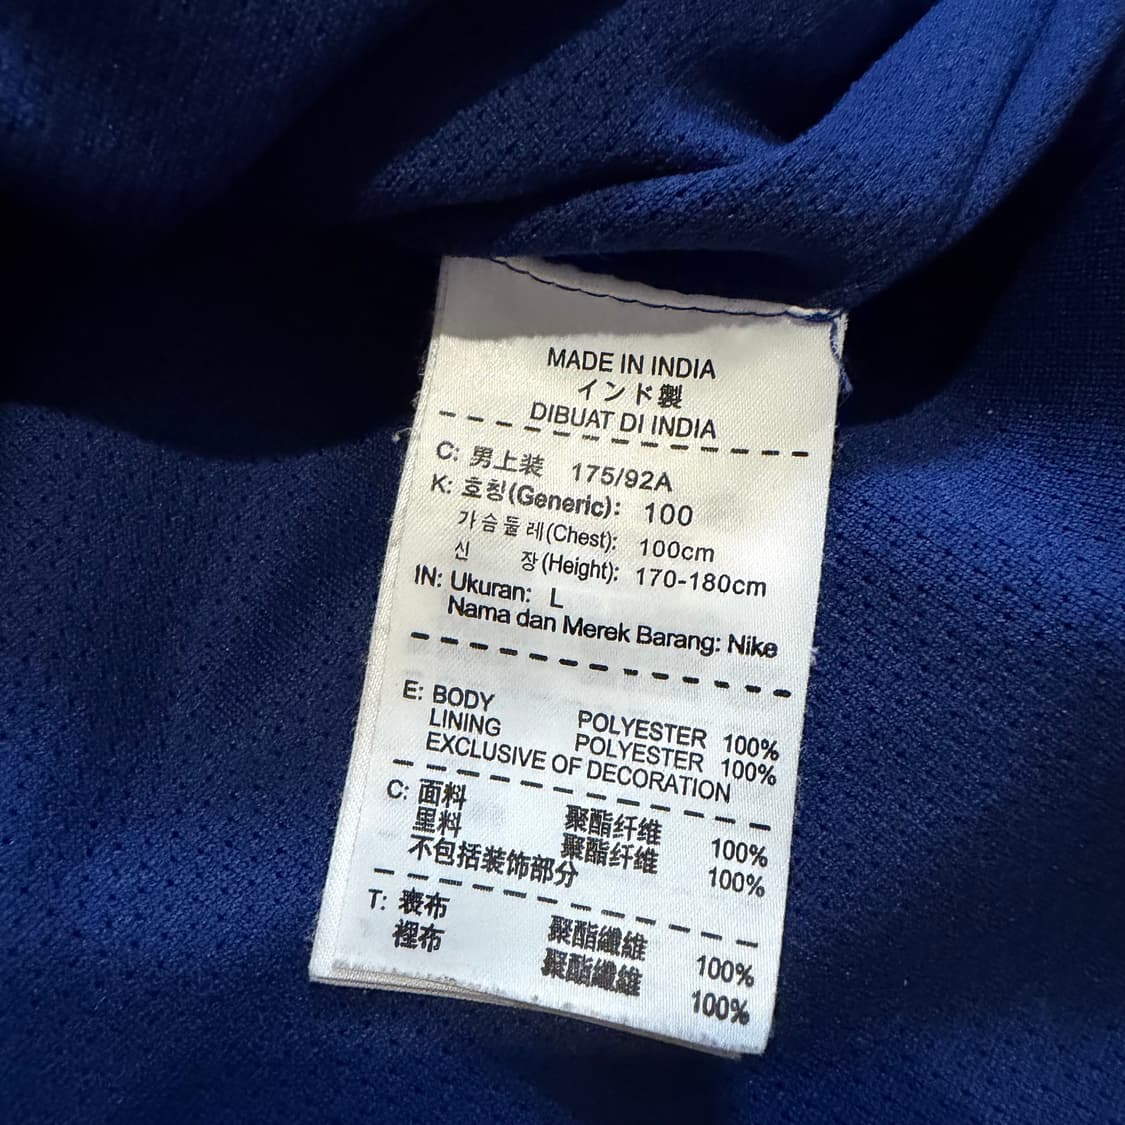 MADE IN INDIA
インド製
DIBUAT DI INDIA
C: 男上装 175/92A
K: 호칭(Generic): 100
가슴둘레(Chest): 100cm
신 장(Height): 170-180cm
IN: Ukuran: L
Nama dan Merek Barang: Nike
E: BODY POLYESTER 100%
LINING POLYESTER 100%
EXCLUSIVE OF DECORATION
C: 面料 聚酯纤维 100%
里料 聚酯纤维 100%
不包括装饰部分
T: 表布 聚酯纖維 100%
裡布 聚酯纖維 100%